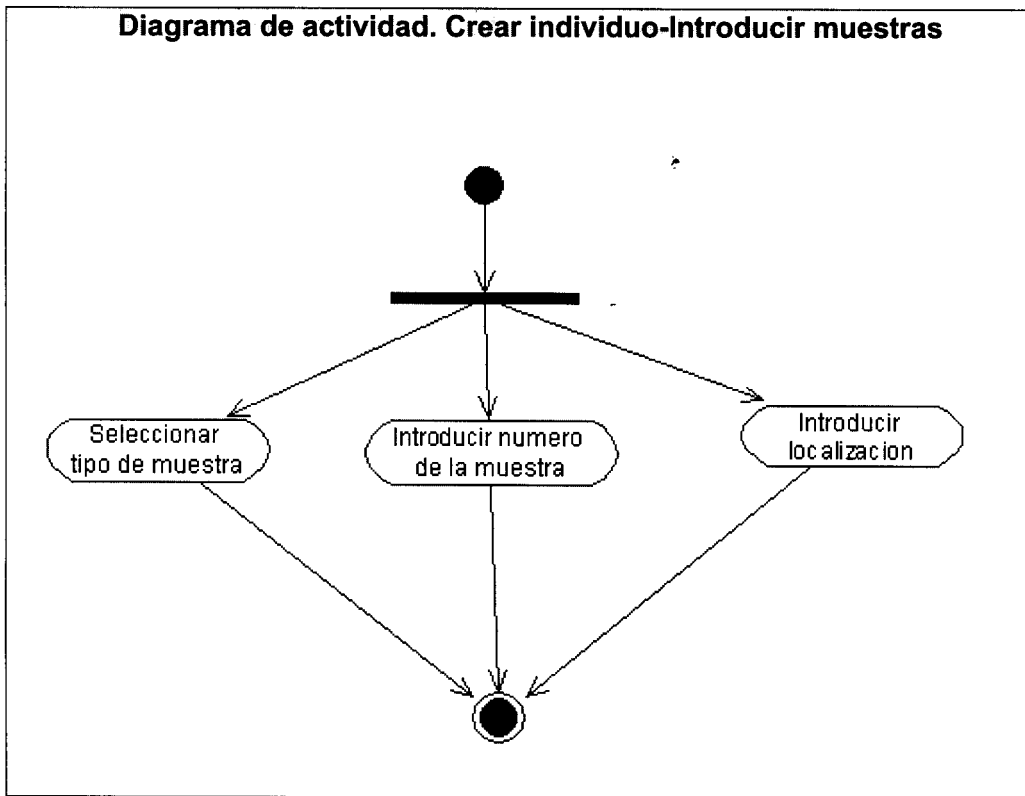 Diagrama de actividad. Crear individuo-Introducir muestras
Seleccionar
tipo de muestra
Introducir numero
de la muestra
Introducir
localizacion